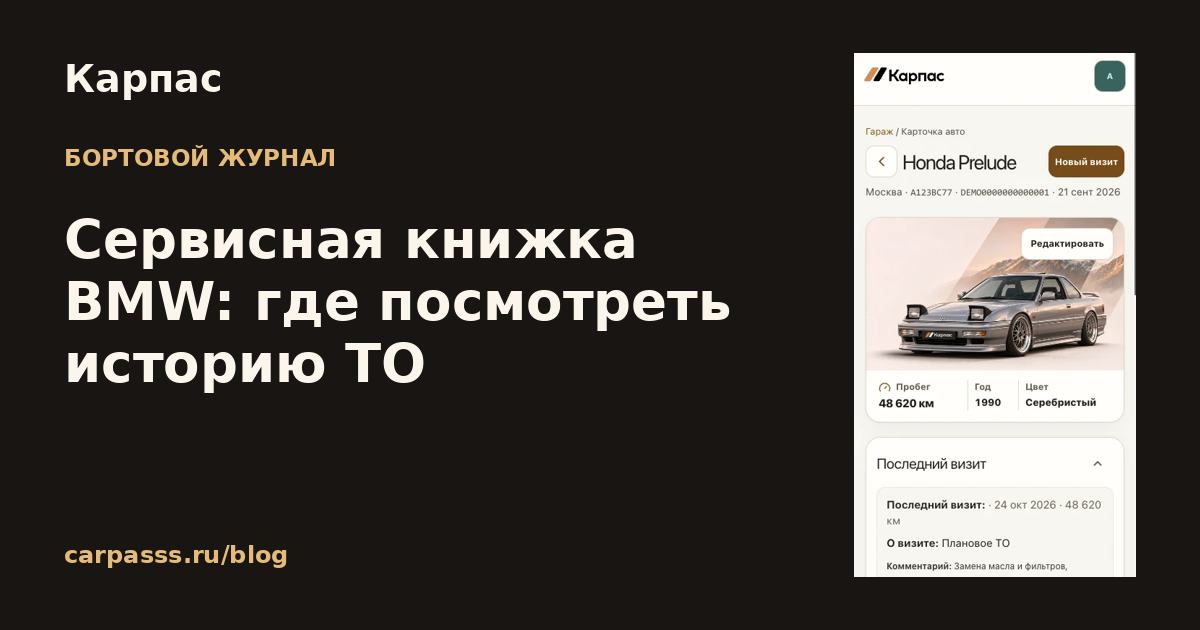 Карпас
БОРТОВОЙ ЖУРНАЛ
Сервисная книжка
BMW: где посмотреть
историю ТО
carpasss.ru/blog
Карпас
A
Гараж / Карточка авто
Honda Prelude
Новый визит
Москва · А123ВС77 · DEMO0000000000001 · 21 сент 2026
Редактировать
Карпас
Пробег
48 620 км
Год
1990
Цвет
Серебристый
Последний визит
Последний визит: · 24 окт 2026 · 48 620
км
О визите: Плановое ТО
Комментарий: Замена масла и фильтров,